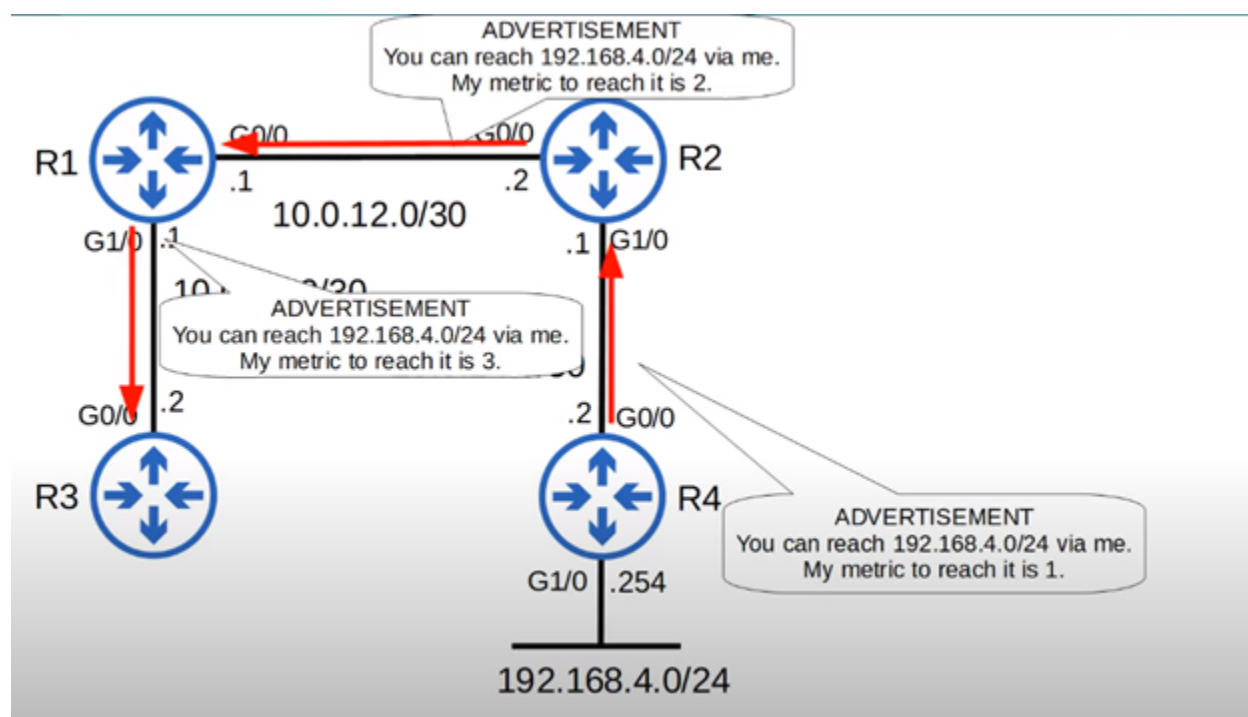 ADVERTISEMENT
You can reach 192.168.4.0/24 via me.
My metric to reach it is 2.
G0/0
G0/0
R1
R2
.1
.2
10.0.12.0/30
G1/0
.1
.1
G1/0
ADVERTISEMENT
You can reach 192.168.4.0/24 via me.
My metric to reach it is 3.
.2
G0/0
.2
G0/0
R3
R4
ADVERTISEMENT
You can reach 192.168.4.0/24 via me.
My metric to reach it is 1.
G1/0
.254
192.168.4.0/24